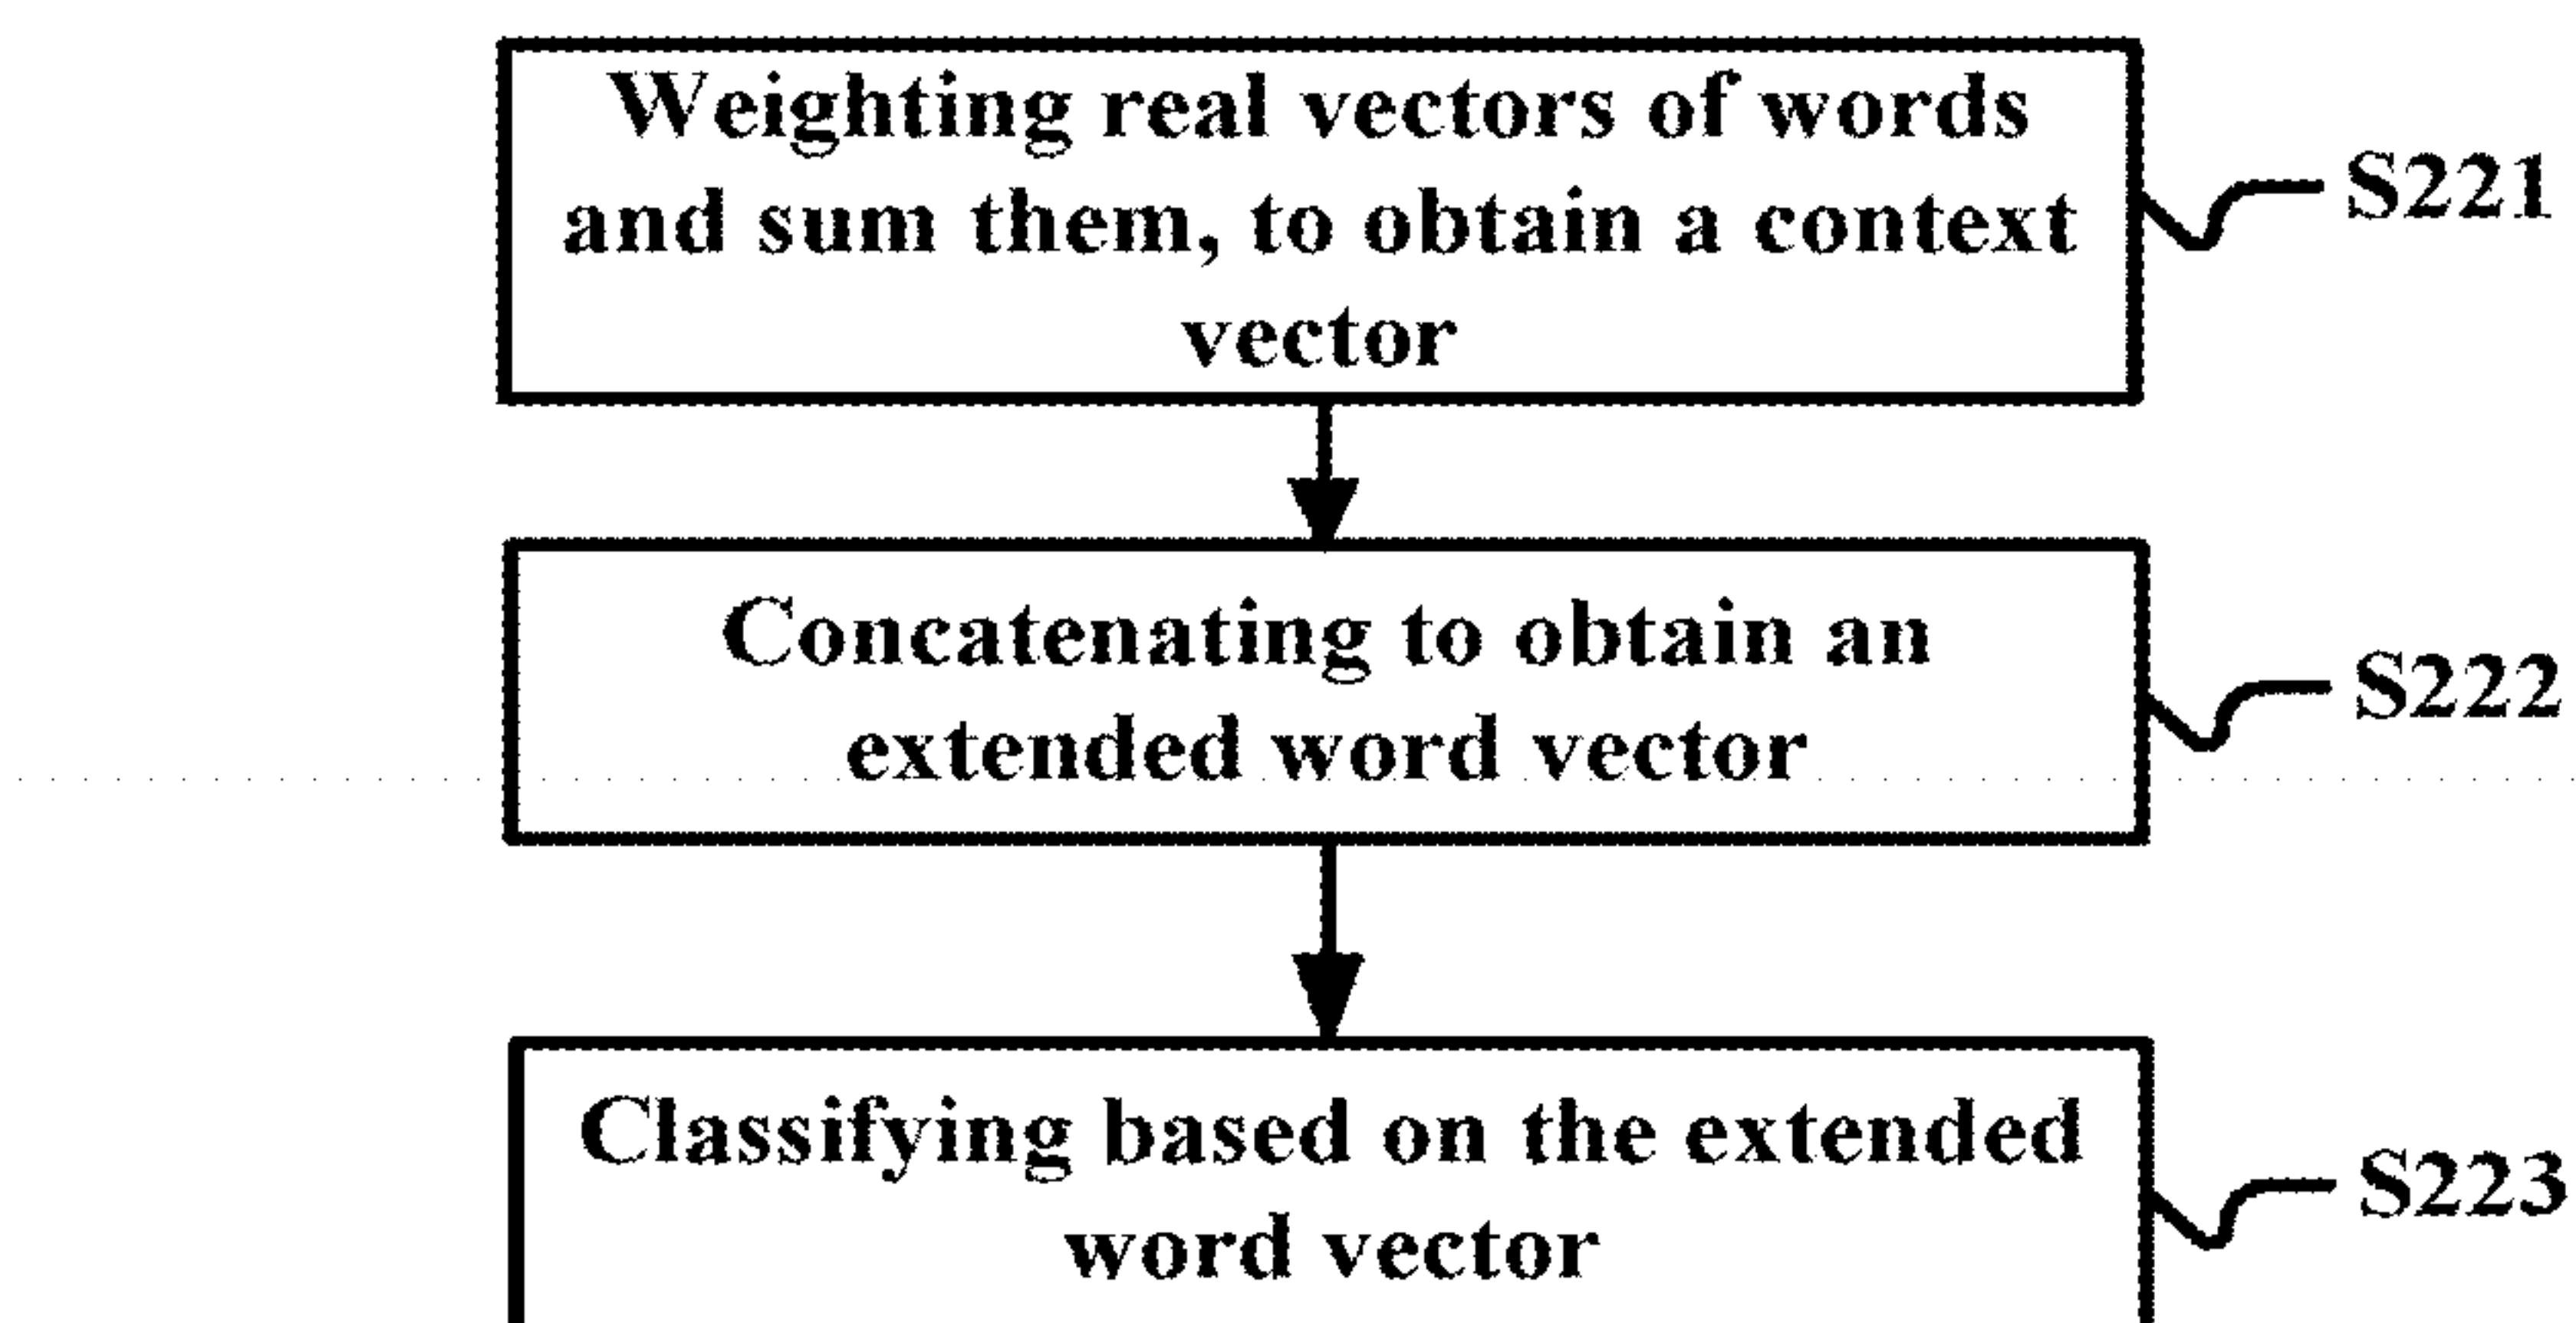 Weighting real vectors of words
and sum them, to obtain a context
vector
S221
Concatenating to obtain an
extended word vector
S222
Classifying based on the extended
word vector
S223